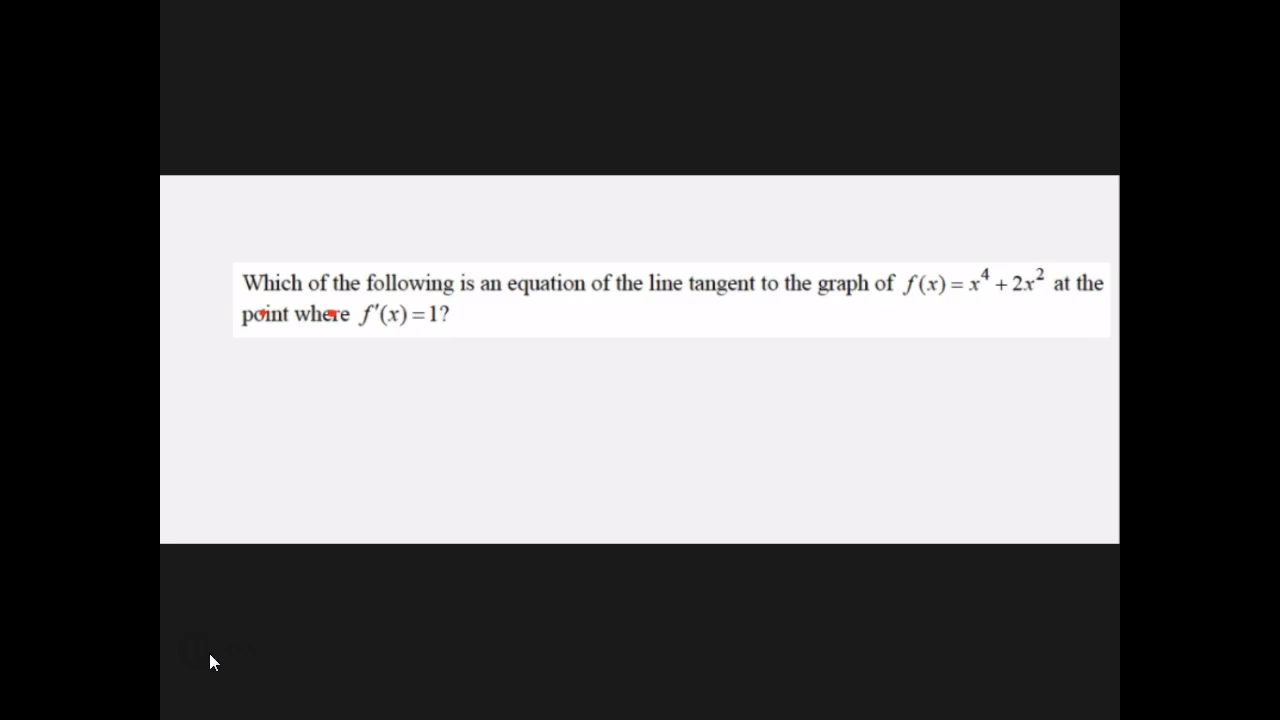 Which of the following is an equation of the line tangent to the graph of f(x) = x⁴ + 2x² at the
point where f′(x) = 1?